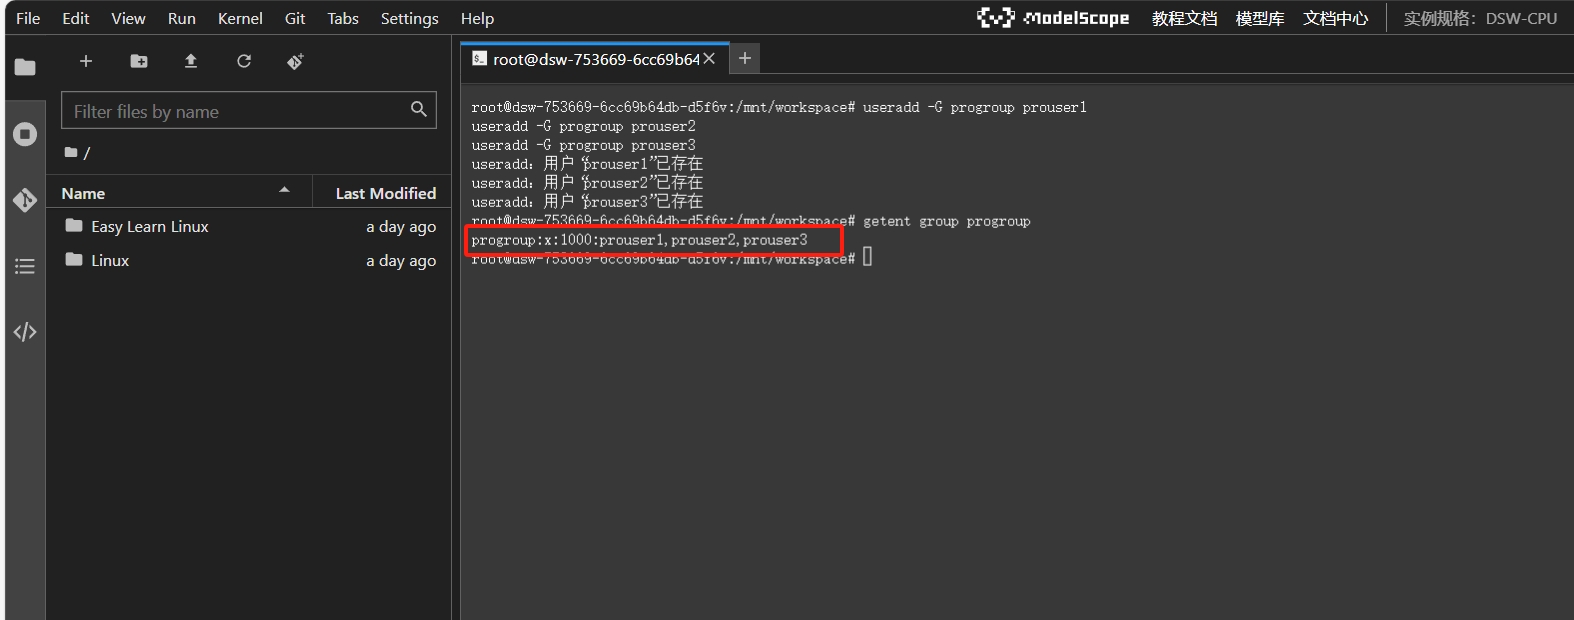 File Edit View Run Kernel Git Tabs Settings Help
ModelScope 教程文档 模型库 文档中心 实例规格：DSW-CPU
Filter files by name
/
Name Last Modified
Easy Learn Linux a day ago
Linux a day ago
root@dsw-753669-6cc69b64
root@dsw-753669-6cc69b64db-d5f6v:/mnt/workspace# useradd -G progroup prouser1
useradd -G progroup prouser2
useradd -G progroup prouser3
useradd：用户“prouser1”已存在
useradd：用户“prouser2”已存在
useradd：用户“prouser3”已存在
root@dsw-753669-6cc69b64db-d5f6v:/mnt/workspace# getent group progroup
progroup:x:1000:prouser1,prouser2,prouser3
root@dsw-753669-6cc69b64db-d5f6v:/mnt/workspace#